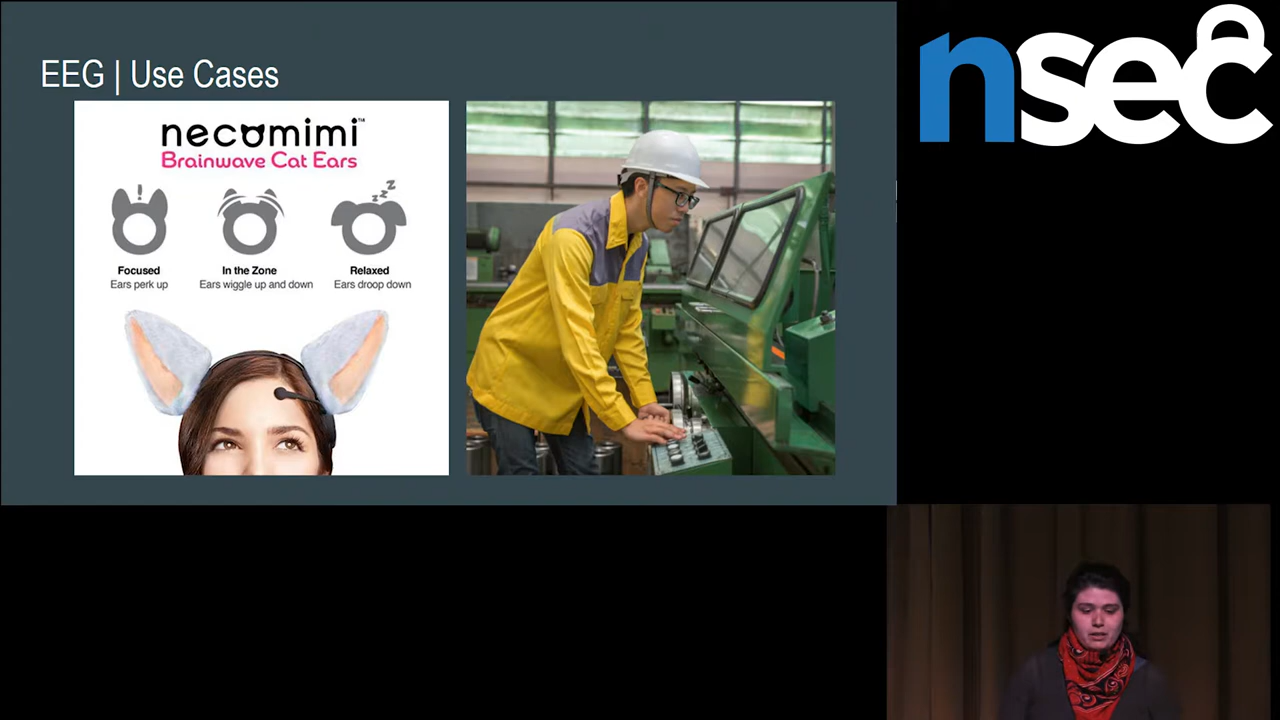 EEG | Use Cases
necomimi™
Brainwave Cat Ears
!
z z z
Focused
In the Zone
Relaxed
Ears perk up
Ears wiggle up and down
Ears droop down
nsec